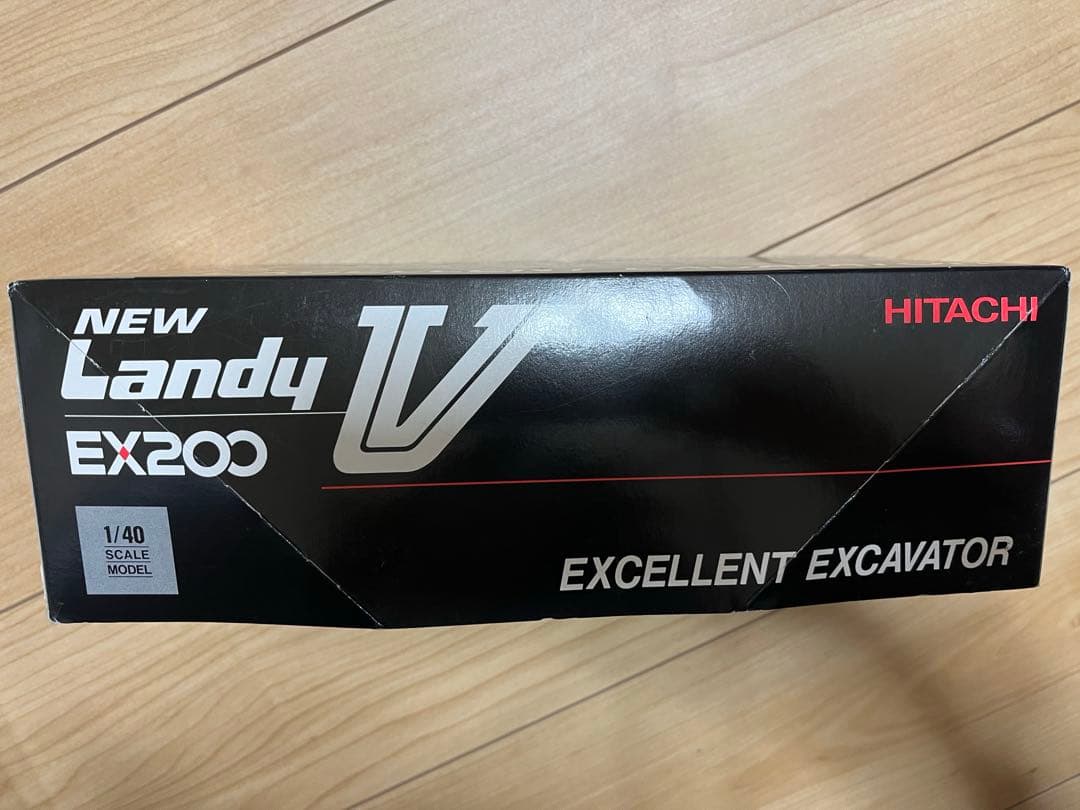 NEW
Landy V
EX200
HITACHI
1/40
SCALE
MODEL
EXCELLENT EXCAVATOR